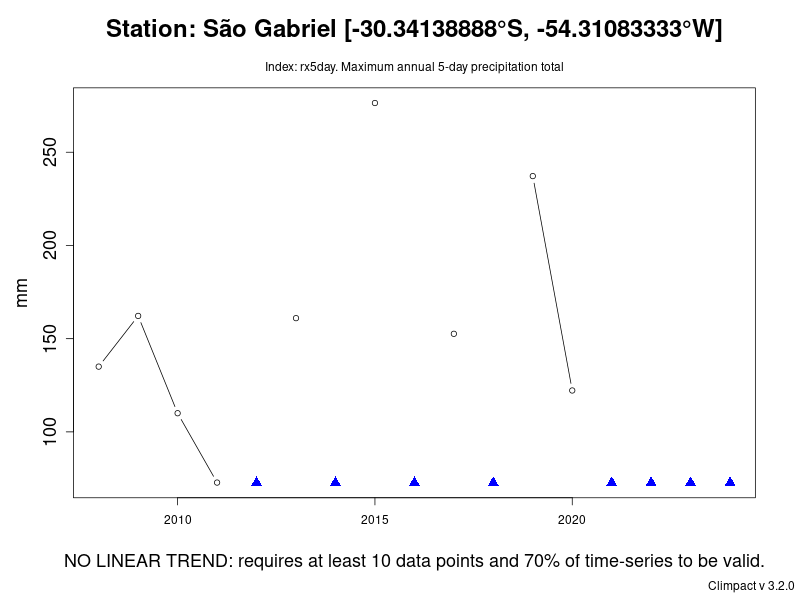 Station: São Gabriel [-30.34138888°S, -54.31083333°W]
Index: rx5day. Maximum annual 5-day precipitation total
mm
250
200
150
100
2010 2015 2020
NO LINEAR TREND: requires at least 10 data points and 70% of time-series to be valid.
Climpact v 3.2.0